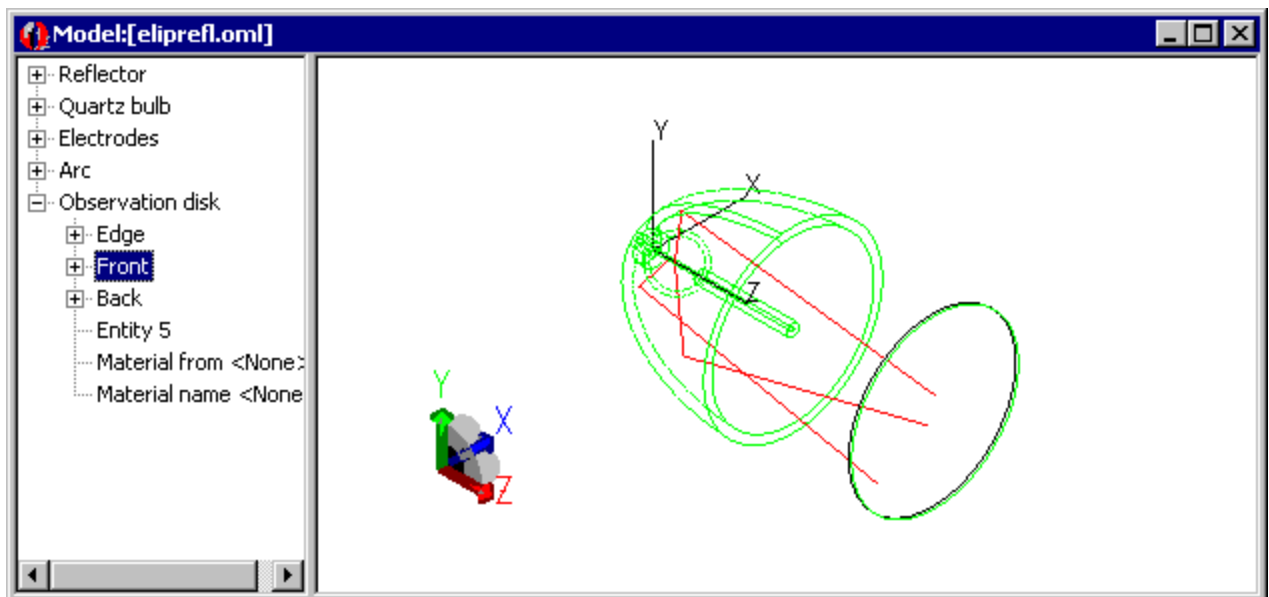 Model:[eliprefl.oml]
Reflector
Quartz bulb
Electrodes
Arc
Observation disk
Edge
Front
Back
Entity 5
Material from <None>
Material name <None
Y
X
Z
Y
X
Z